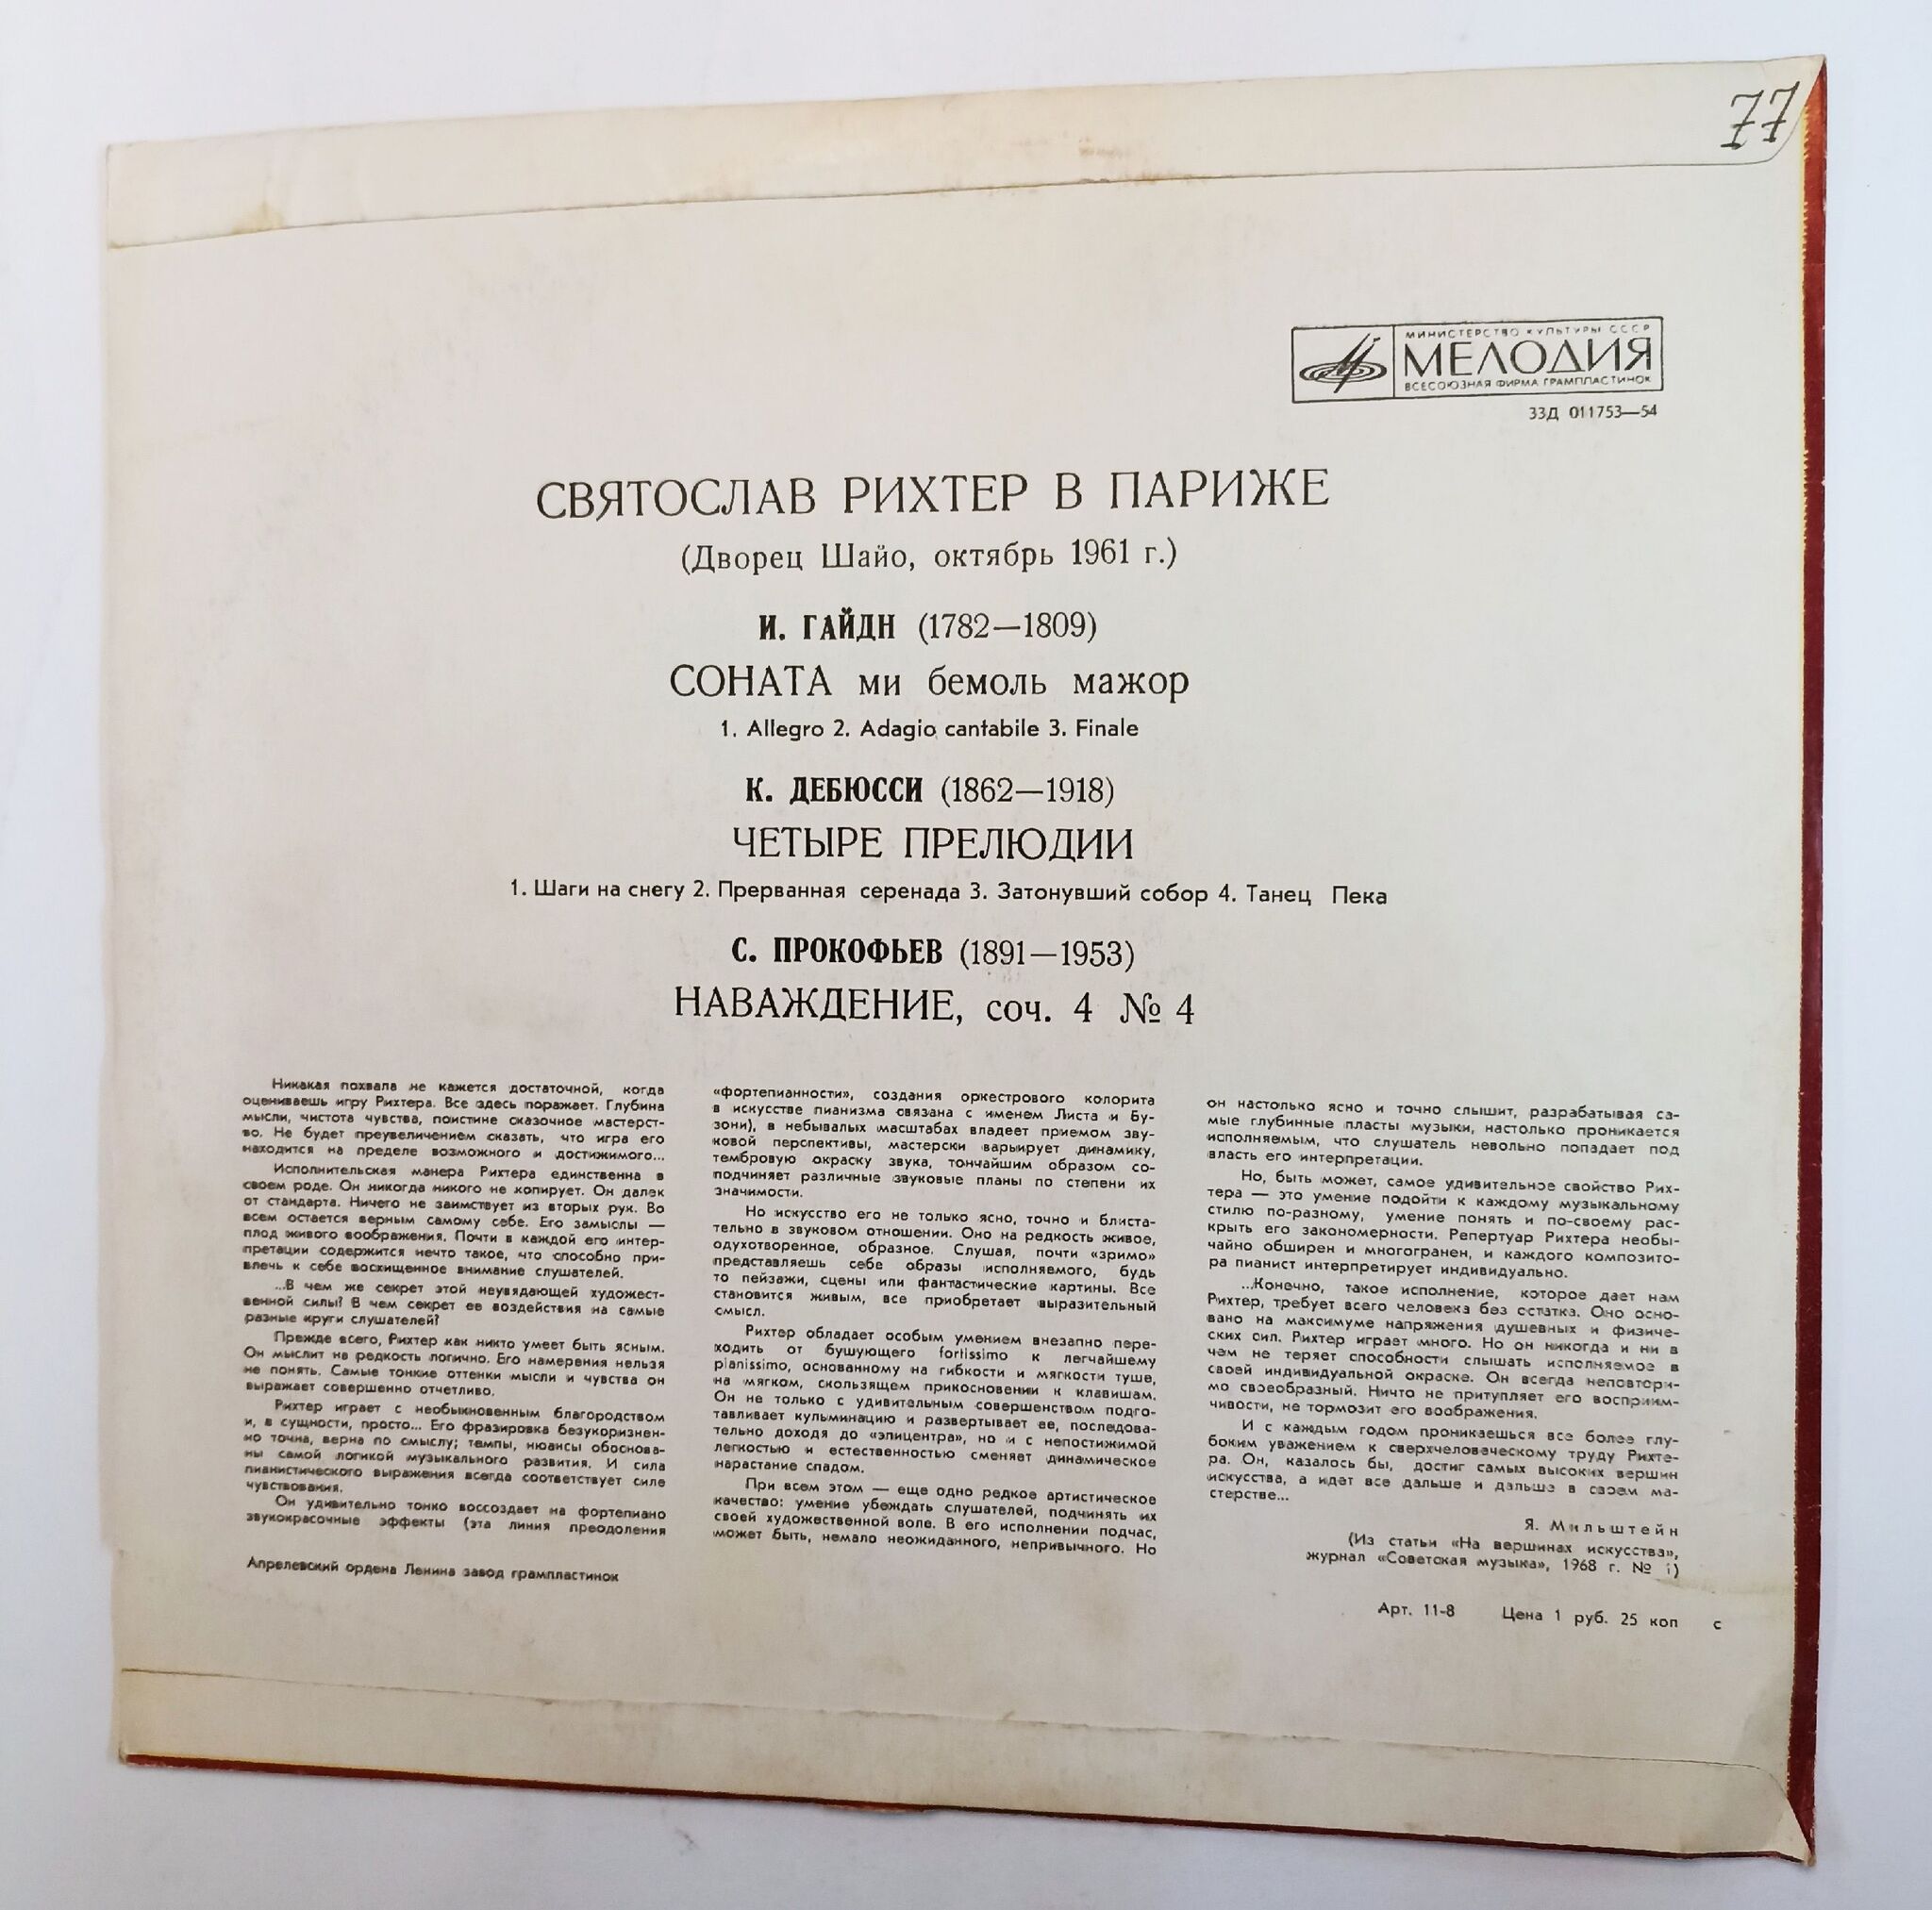 77
МИНИСТЕРСТВО КУЛЬТУРЫ СССР
МЕЛОДИЯ
ВСЕСОЮЗНАЯ ФИРМА ГРАМПЛАСТИНОК
33Д 011753—54
СВЯТОСЛАВ РИХТЕР В ПАРИЖЕ
(Дворец Шайо, октябрь 1961 г.)
И. ГАЙДН (1782—1809)
СОНАТА ми бемоль мажор
1. Allegro 2. Adagio cantabile 3. Finale
К. ДЕБЮССИ (1862—1918)
ЧЕТЫРЕ ПРЕЛЮДИИ
1. Шаги на снегу 2. Прерванная серенада 3. Затонувший собор 4. Танец Пека
С. ПРОКОФЬЕВ (1891—1953)
НАВАЖДЕНИЕ, соч. 4 № 4
Никакая похвала не кажется достаточной, когда
оцениваешь игру Рихтера. Все здесь поражает. Глубина
мысли, чистота чувства, поистине сказочное мастерст-
во. Не будет преувеличением сказать, что игра его
находится на пределе возможного и достижимого...
Исполнительская манера Рихтера единственна в
своем роде. Он никогда никого не копирует. Он далек
от стандарта. Ничего не заимствует из вторых рук. Во
всем остается верным самому себе. Его замыслы —
плод живого воображения. Почти в каждой его интер-
претации содержится нечто такое, что способно при-
влечь к себе восхищенное внимание слушателей.
...В чем же секрет этой неувядающей художест-
венной силы? В чем секрет ее воздействия на самые
разные круги слушателей?
Прежде всего, Рихтер как никто умеет быть ясным.
Он мыслит на редкость логично. Его намерения нельзя
не понять. Самые тонкие оттенки мысли и чувства он
выражает совершенно отчетливо.
Рихтер играет с необыкновенным благородством
и, в сущности, просто... Его фразировка безукоризнен-
но точна, верна по смыслу; темпы, нюансы обоснова-
ны самой логикой музыкального развития. И сила
пианистического выражения всегда соответствует силе
чувствования.
Он удивительно тонко воссоздает на фортепиано
звукокрасочные эффекты (эта линия преодоления
Апрелевский ордена Ленина завод грампластинок
«фортепианности», создания оркестрового колорита
в искусстве пианизма связана с именем Листа и Бу-
зони), в небывалых масштабах владеет приемом зву-
ковой перспективы, мастерски варьирует динамику,
тембровую окраску звука, тончайшим образом со-
подчиняет различные звуковые планы по степени их
значимости.
Но искусство его не только ясно, точно и блиста-
тельно в звуковом отношении. Оно на редкость живое,
одухотворенное, образное. Слушая, почти «зримо»
представляешь себе образы исполняемого, будь
то пейзажи, сцены или фантастические картины. Все
становится живым, все приобретает выразительный
смысл.
Рихтер обладает особым умением внезапно пере-
ходить от бушующего fortissimo к легчайшему
pianissimo, основанному на гибкости и мягкости туше,
на мягком, скользящем прикосновении к клавишам.
Он не только с удивительным совершенством подго-
тавливает кульминацию и развертывает ее, последова-
тельно доходя до «эпицентра», но и с непостижимой
легкостью и естественностью сменяет динамическое
нарастание спадом.
При всем этом — еще одно редкое артистическое
качество: умение убеждать слушателей, подчинять их
своей художественной воле. В его исполнении подчас,
может быть, немало неожиданного, непривычного. Но
он настолько ясно и точно слышит, разрабатывая са-
мые глубинные пласты музыки, настолько проникается
исполняемым, что слушатель невольно попадает под
власть его интерпретации.
Но, быть может, самое удивительное свойство Рих-
тера — это умение подойти к каждому музыкальному
стилю по-разному, умение понять и по-своему рас-
крыть его закономерности. Репертуар Рихтера необы-
чайно обширен и многогранен, и каждого композито-
ра пианист интерпретирует индивидуально.
...Конечно, такое исполнение, которое дает нам
Рихтер, требует всего человека без остатка. Оно осно-
вано на максимуме напряжения душевных и физиче-
ских сил. Рихтер играет много. Но он никогда и ни в
чем не теряет способности слышать исполняемое в
своей индивидуальной окраске. Он всегда неповтори-
мо своеобразный. Ничто не притупляет его восприим-
чивости, не тормозит его воображения.
И с каждым годом проникаешься все более глу-
боким уважением к сверхчеловеческому труду Рихте-
ра. Он, казалось бы, достиг самых высоких вершин
искусства, а идет все дальше и дальше в своем ма-
стерстве...
Я. Мильштейн
(Из статьи «На вершинах искусства»,
журнал «Советская музыка», 1968 г. № 1)
Арт. 11-8 Цена 1 руб. 25 коп с